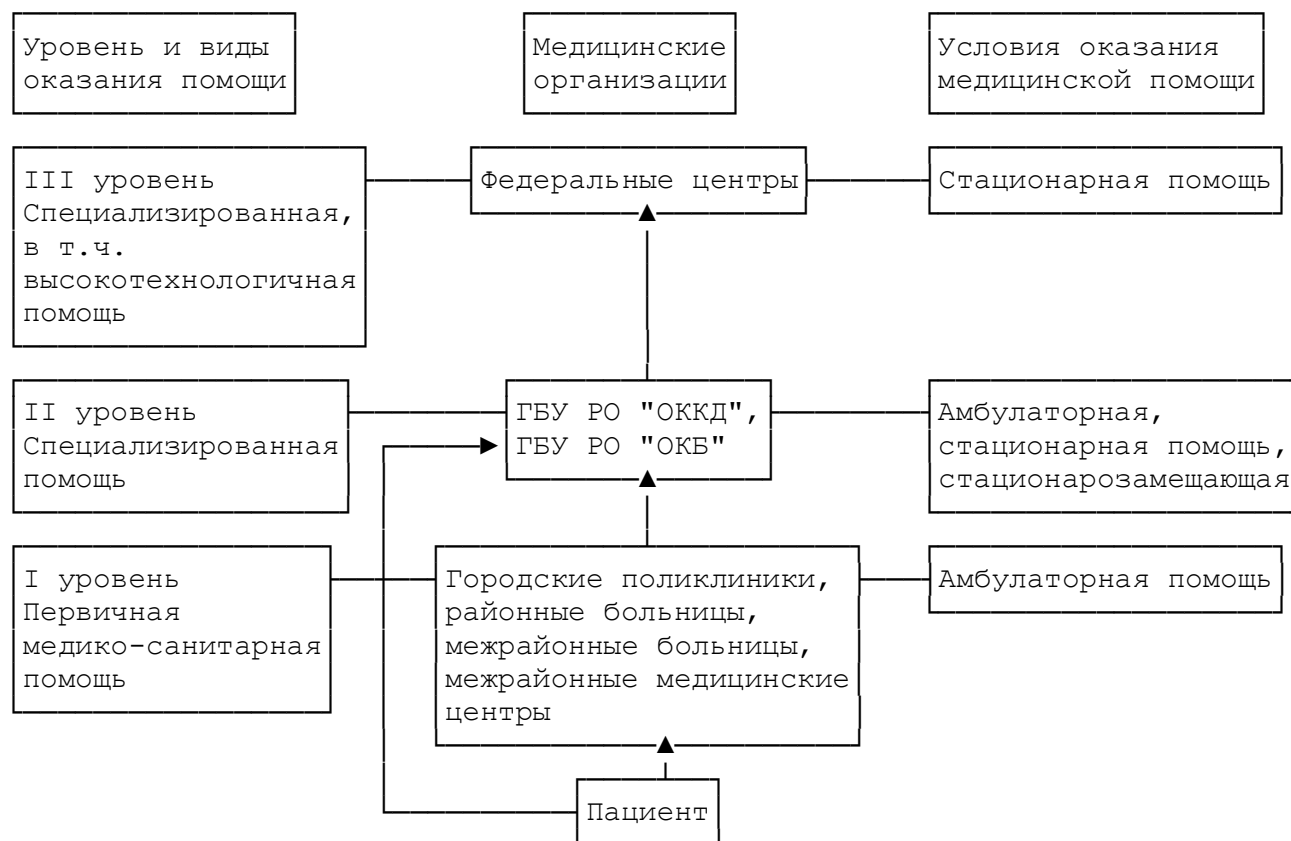 Уровень и виды
оказания помощи
Медицинские
организации
Условия оказания
медицинской помощи
III уровень
Специализированная,
в т.ч.
высокотехнологичная
помощь
Федеральные центры
Стационарная помощь
II уровень
Специализированная
помощь
ГБУ РО "ОККД",
ГБУ РО "ОКБ"
Амбулаторная,
стационарная помощь,
стационарозамещающая
I уровень
Первичная
медико-санитарная
помощь
Городские поликлиники,
районные больницы,
межрайонные больницы,
межрайонные медицинские
центры
Амбулаторная помощь
Пациент